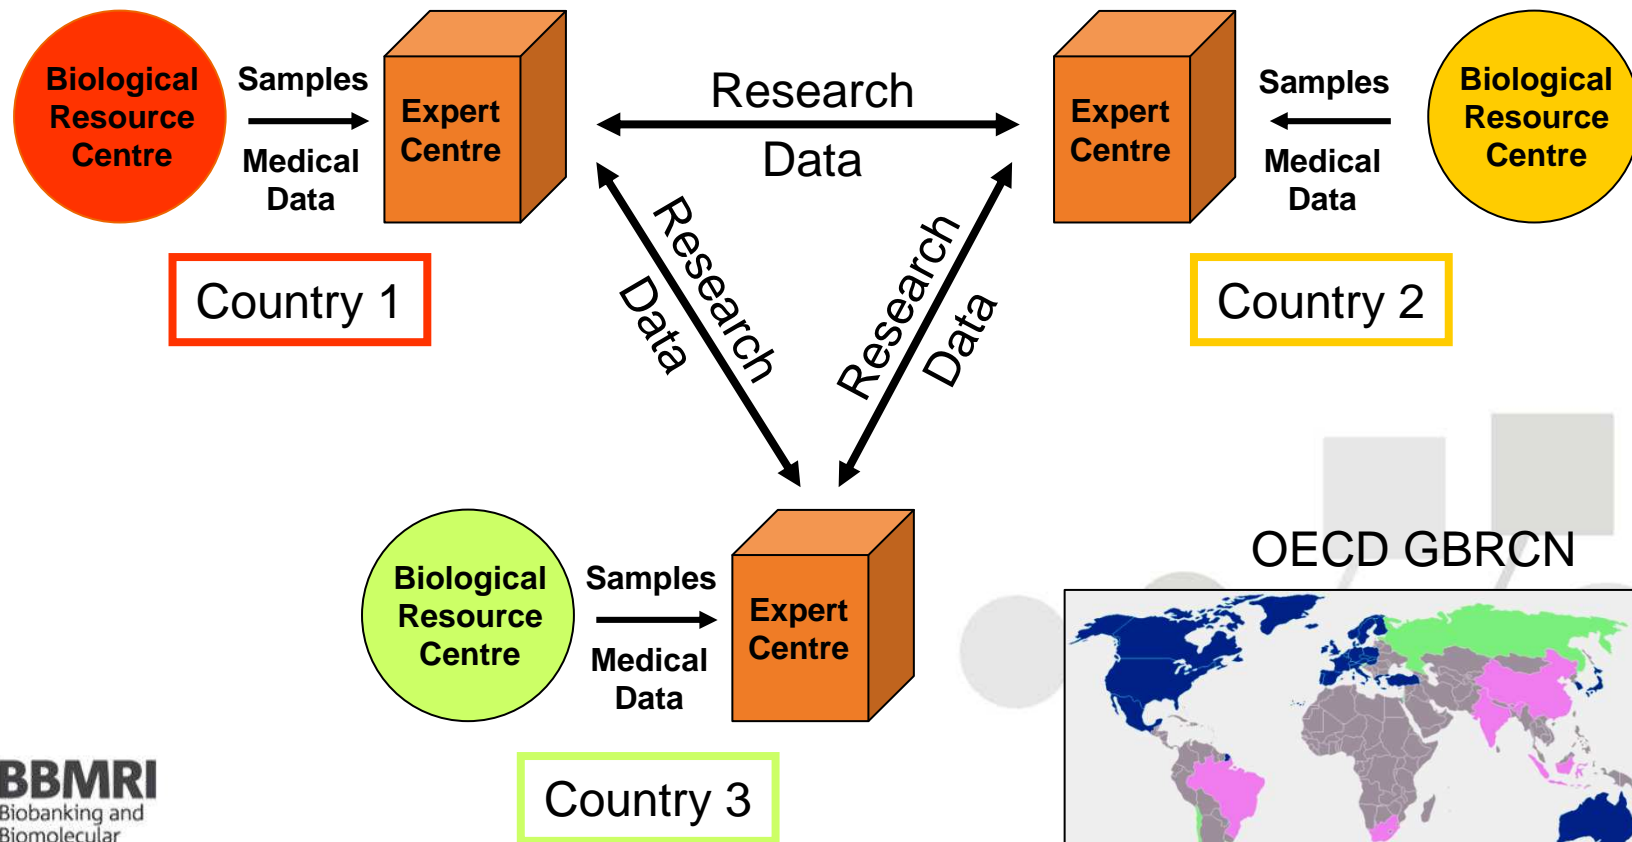 Biological
Resource
Centre
Samples
Medical
Data
Expert
Centre
Research
Data
Expert
Centre
Samples
Medical
Data
Biological
Resource
Centre
Country 1
Research
Data
Research
Data
Country 2
Biological
Resource
Centre
Samples
Medical
Data
Expert
Centre
OECD GBRCN
Country 3
BBMRI
Biobanking and
Biomolecular